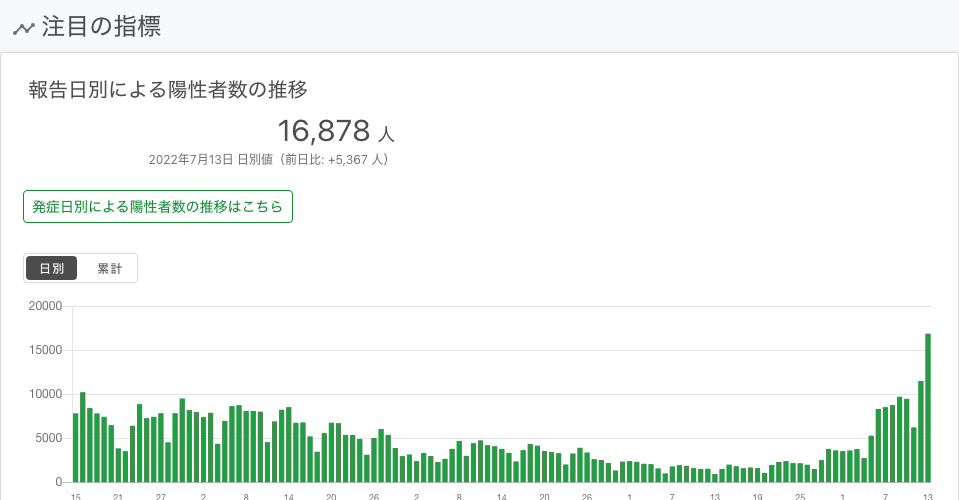 注目の指標
報告日別による陽性者数の推移
16,878 人
2022年7月13日 日別値（前日比: +5,367 人）
発症日別による陽性者数の推移はこちら
日別 累計
20000
15000
10000
5000
0
15 21 27 2 8 14 20 26 2 8 14 20 26 1 7 13 19 25 1 7 13